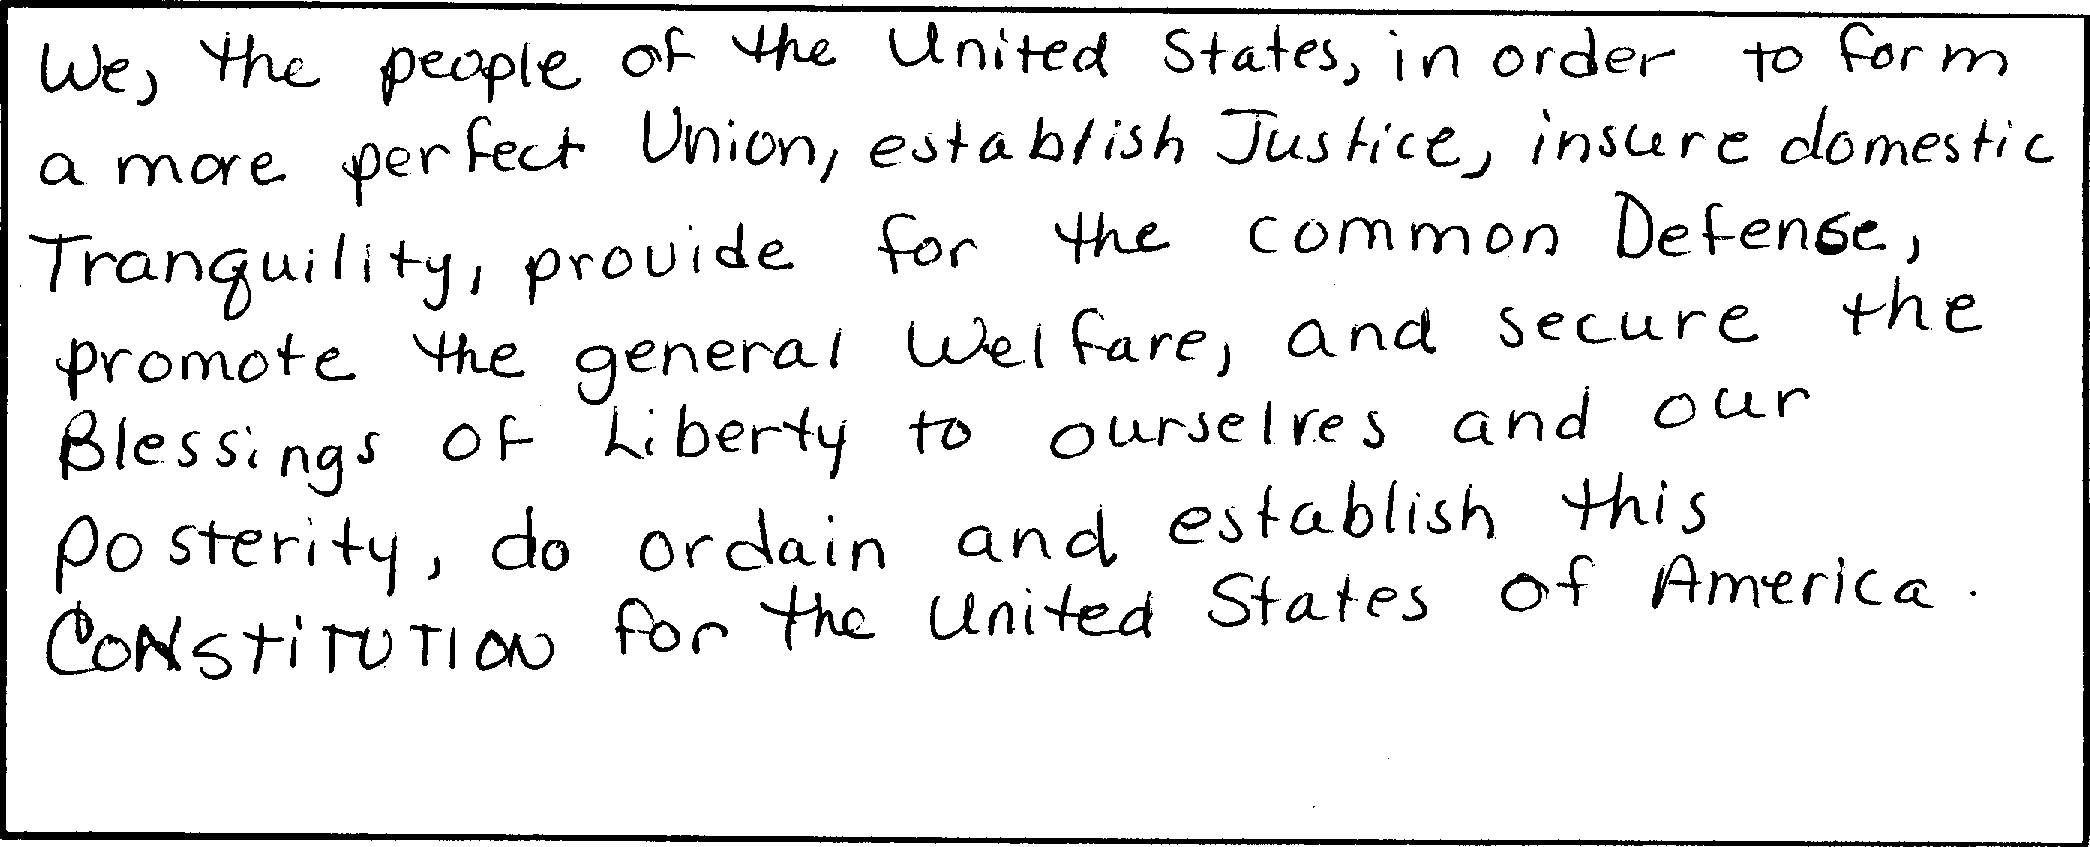 We, the people of the United States, in order to form
a more perfect Union, establish Justice, insure domestic
Tranquility, provide for the common Defense,
promote the general Welfare, and secure the
Blessings of Liberty to ourselves and our
posterity, do ordain and establish this
CONSTITUTION for the United States of America.